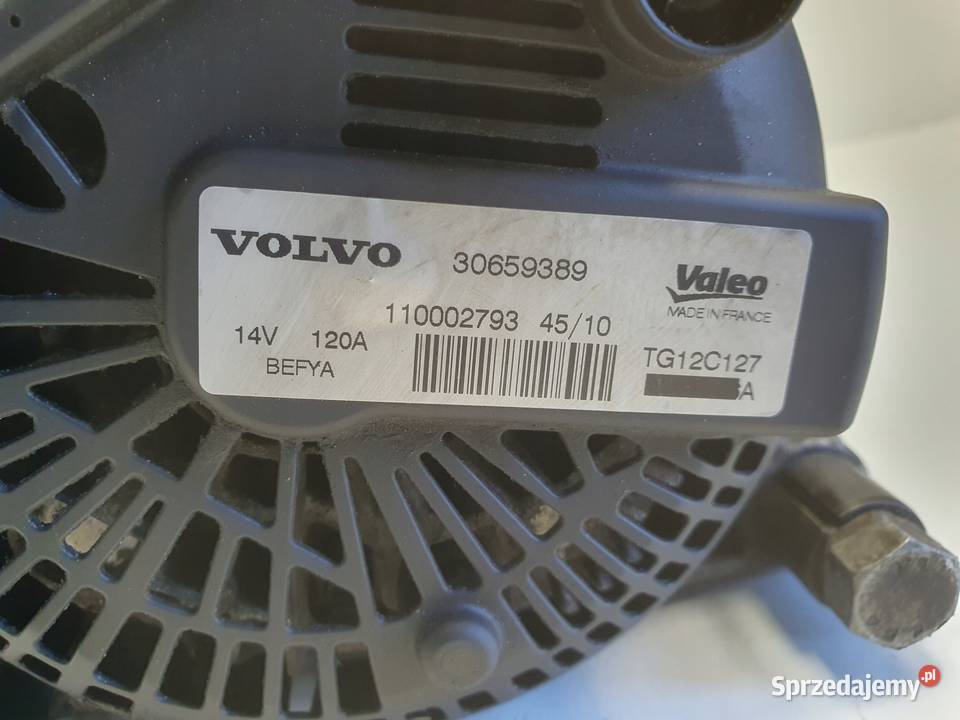 VOLVO 30659389
Valeo
MADE IN FRANCE
110002793 45/10
14V 120A
BEFYA
TG12C127
A
Sprzedajemy.pl